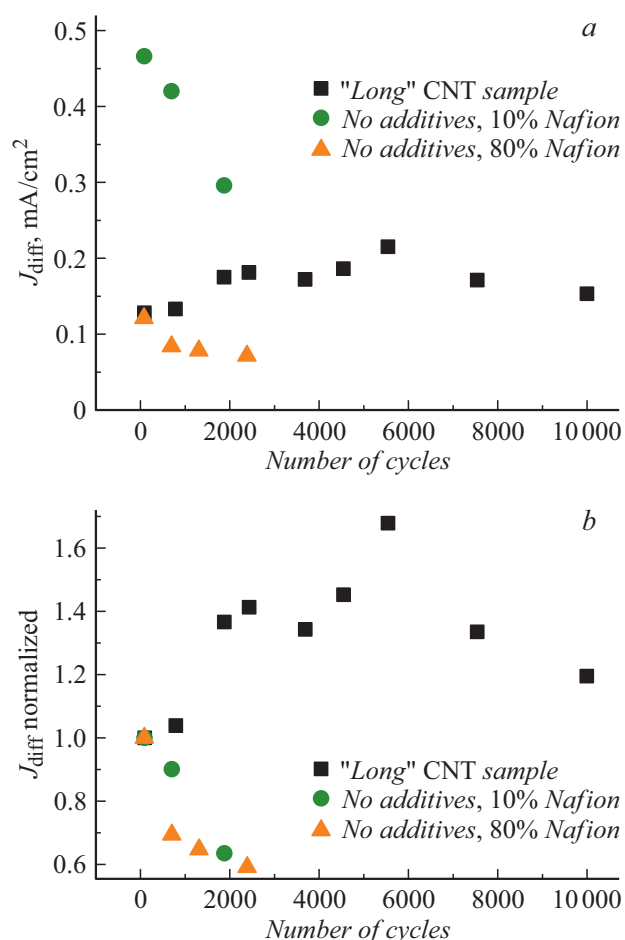 a
0.5
0.4
0.3
0.2
0.1
0
J_diff, mA/cm²
"Long" CNT sample
No additives, 10% Nafion
No additives, 80% Nafion
0 2000 4000 6000 8000 10 000
Number of cycles
b
1.6
1.4
1.2
1.0
0.8
0.6
J_diff normalized
"Long" CNT sample
No additives, 10% Nafion
No additives, 80% Nafion
0 2000 4000 6000 8000 10 000
Number of cycles